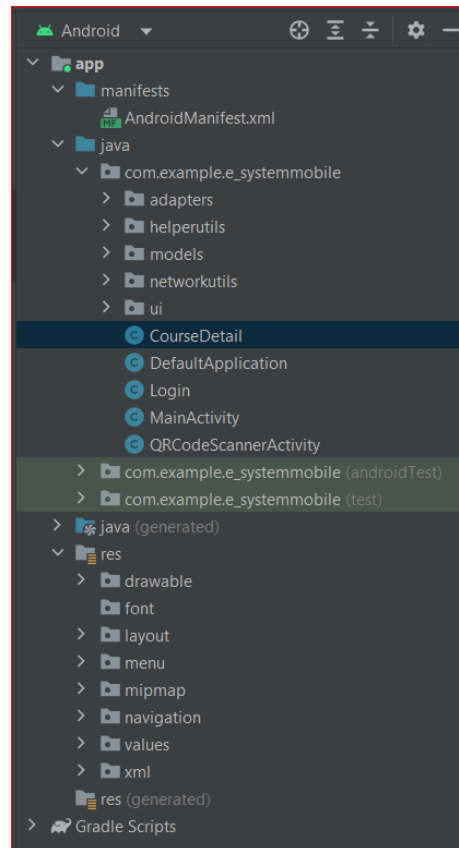 Android
app
manifests
MF AndroidManifest.xml
java
com.example.e_systemmobile
adapters
helperutils
models
networkutils
ui
C CourseDetail
C DefaultApplication
C Login
C MainActivity
C QRCodeScannerActivity
com.example.e_systemmobile (androidTest)
com.example.e_systemmobile (test)
java (generated)
res
drawable
font
layout
menu
mipmap
navigation
values
xml
res (generated)
Gradle Scripts